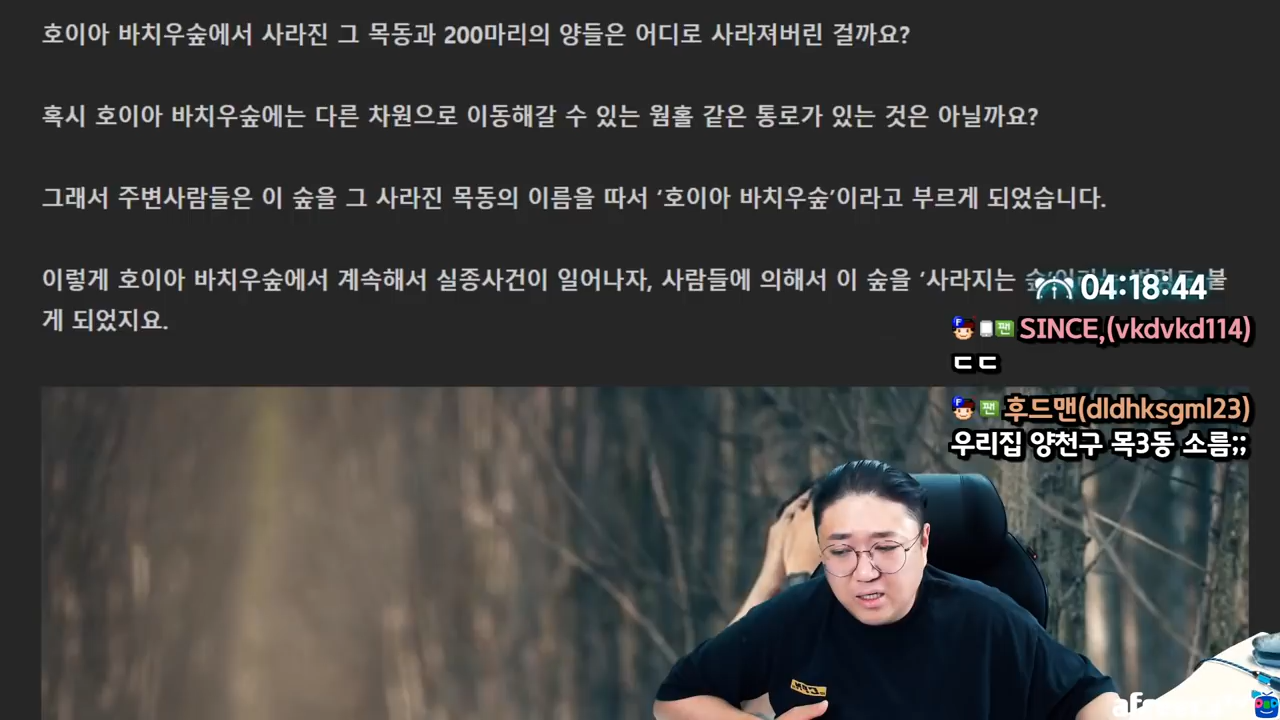 호이아 바치우숲에서 사라진 그 목동과 200마리의 양들은 어디로 사라져버린 걸까요?
혹시 호이아 바치우숲에는 다른 차원으로 이동해갈 수 있는 웜홀 같은 통로가 있는 것은 아닐까요?
그래서 주변사람들은 이 숲을 그 사라진 목동의 이름을 따서 ‘호이아 바치우숲’이라고 부르게 되었습니다.
이렇게 호이아 바치우숲에서 계속해서 실종사건이 일어나자, 사람들에 의해서 이 숲을 ‘사라지는 붙
게 되었지요.
04:18:44
팬 SINCE,(vkdvkd114)
ㄷㄷ
팬 후드맨(dldhksgml23)
우리집 양천구 목3동 소름;;